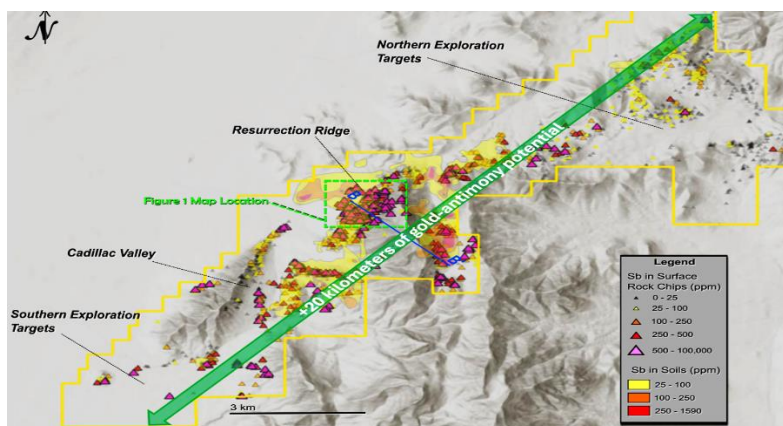 N
Northern Exploration
Targets
Resurrection Ridge
Figure 1 Map Location
+20 kilometers of gold-antimony potential
Cadillac Valley
Southern Exploration
Targets
3 km
Legend
Sb in Surface
Rock Chips (ppm)
0 - 25
25 - 100
100 - 250
250 - 500
500 - 100,000
Sb in Soils (ppm)
25 - 100
100 - 250
250 - 1590